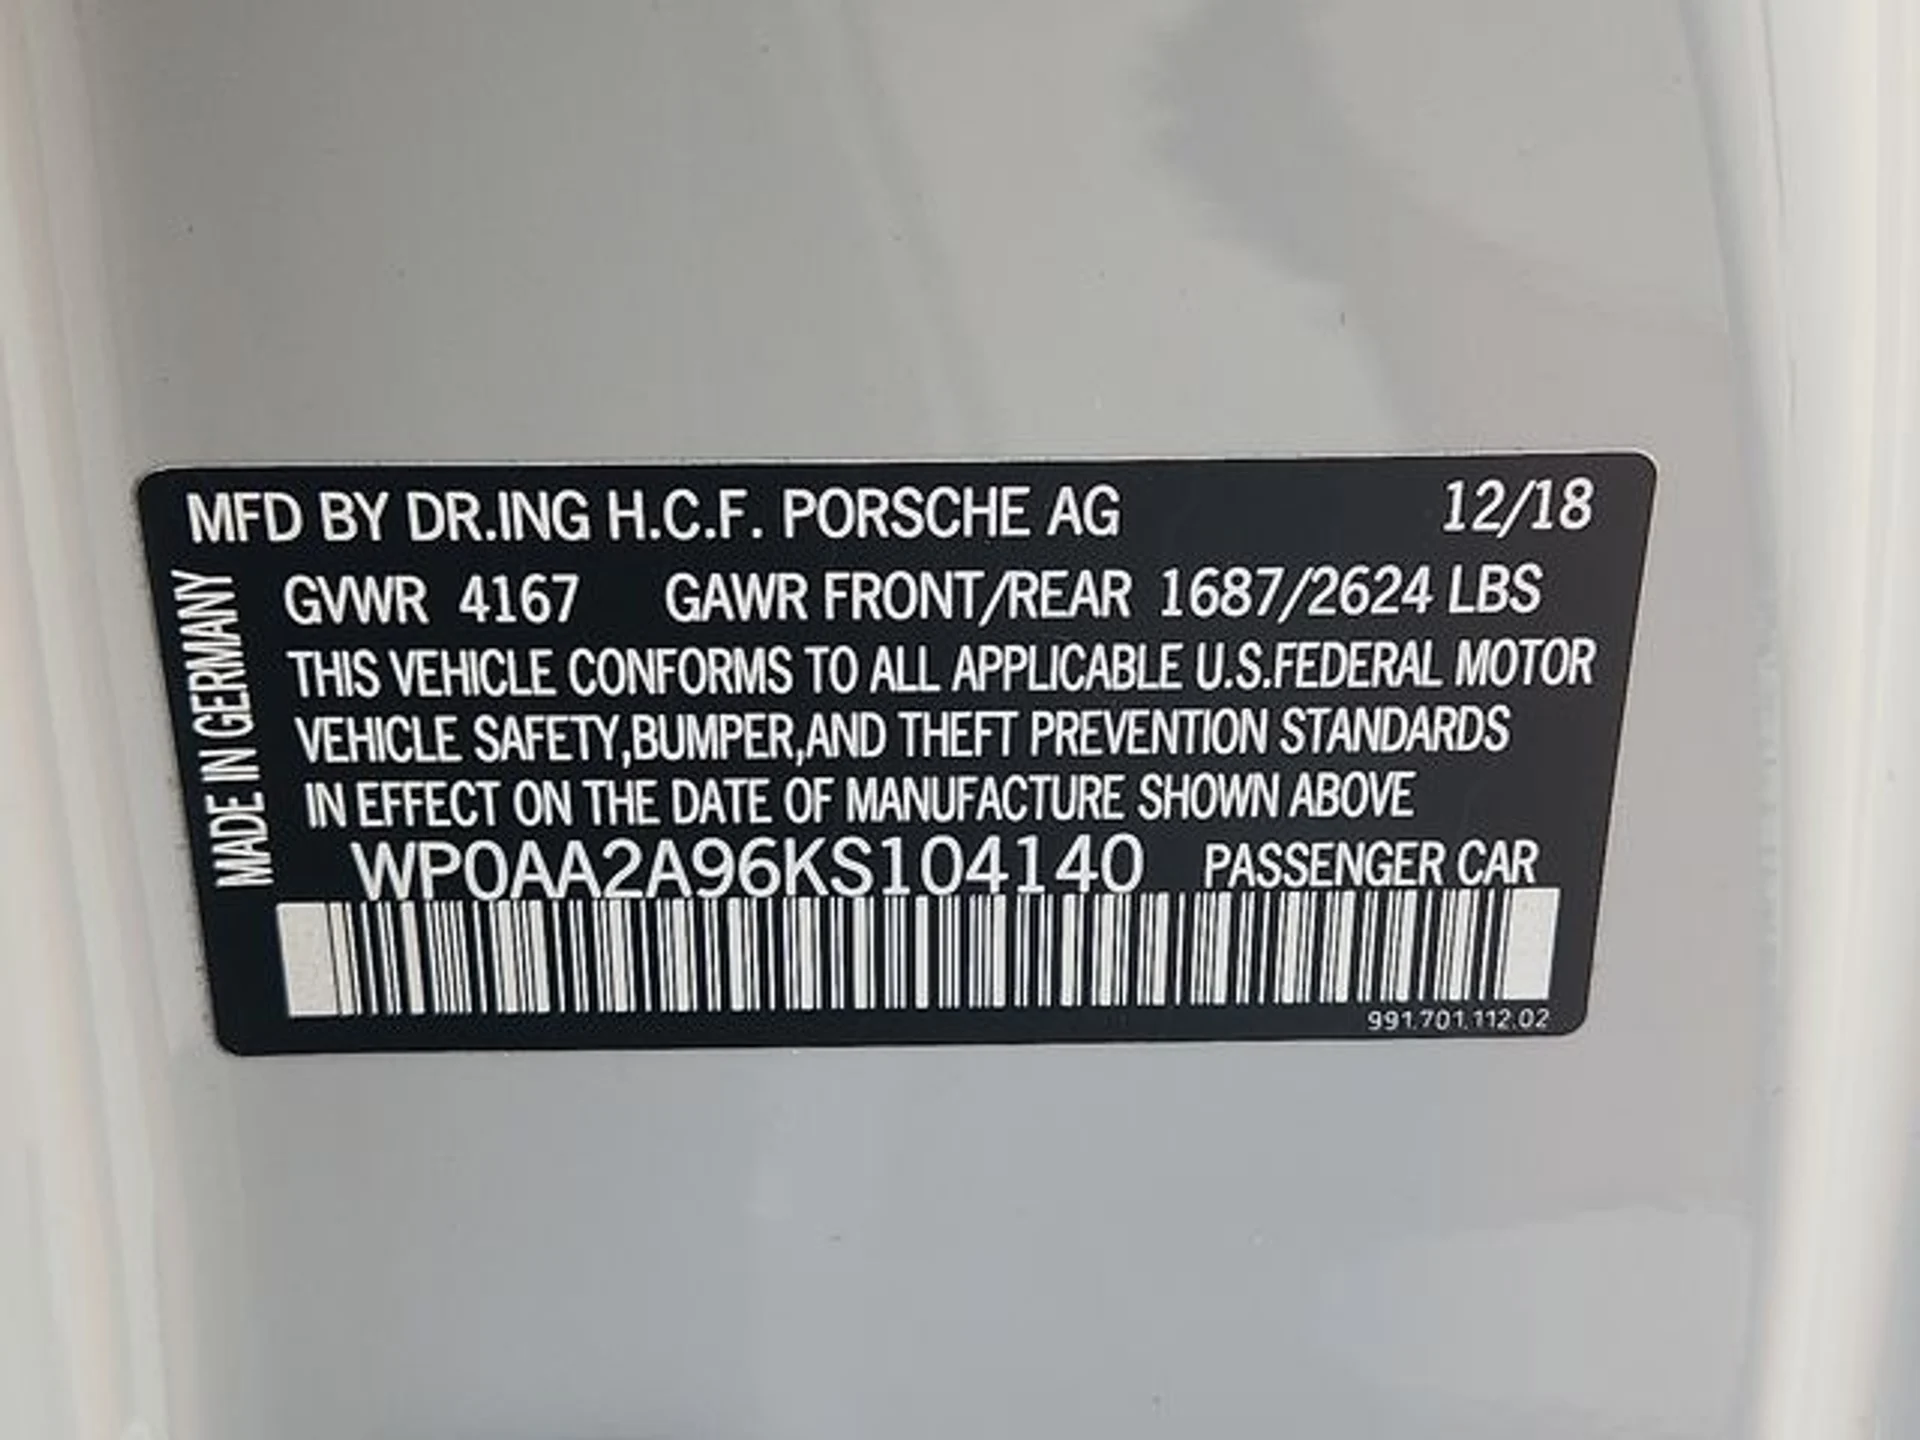 MFD BY DR.ING H.C.F. PORSCHE AG 12/18
GVWR 4167 GAWR FRONT/REAR 1687/2624 LBS
THIS VEHICLE CONFORMS TO ALL APPLICABLE U.S.FEDERAL MOTOR
VEHICLE SAFETY,BUMPER,AND THEFT PREVENTION STANDARDS
IN EFFECT ON THE DATE OF MANUFACTURE SHOWN ABOVE
WP0AA2A96KS104140 PASSENGER CAR
991.701.112.02
MADE IN GERMANY